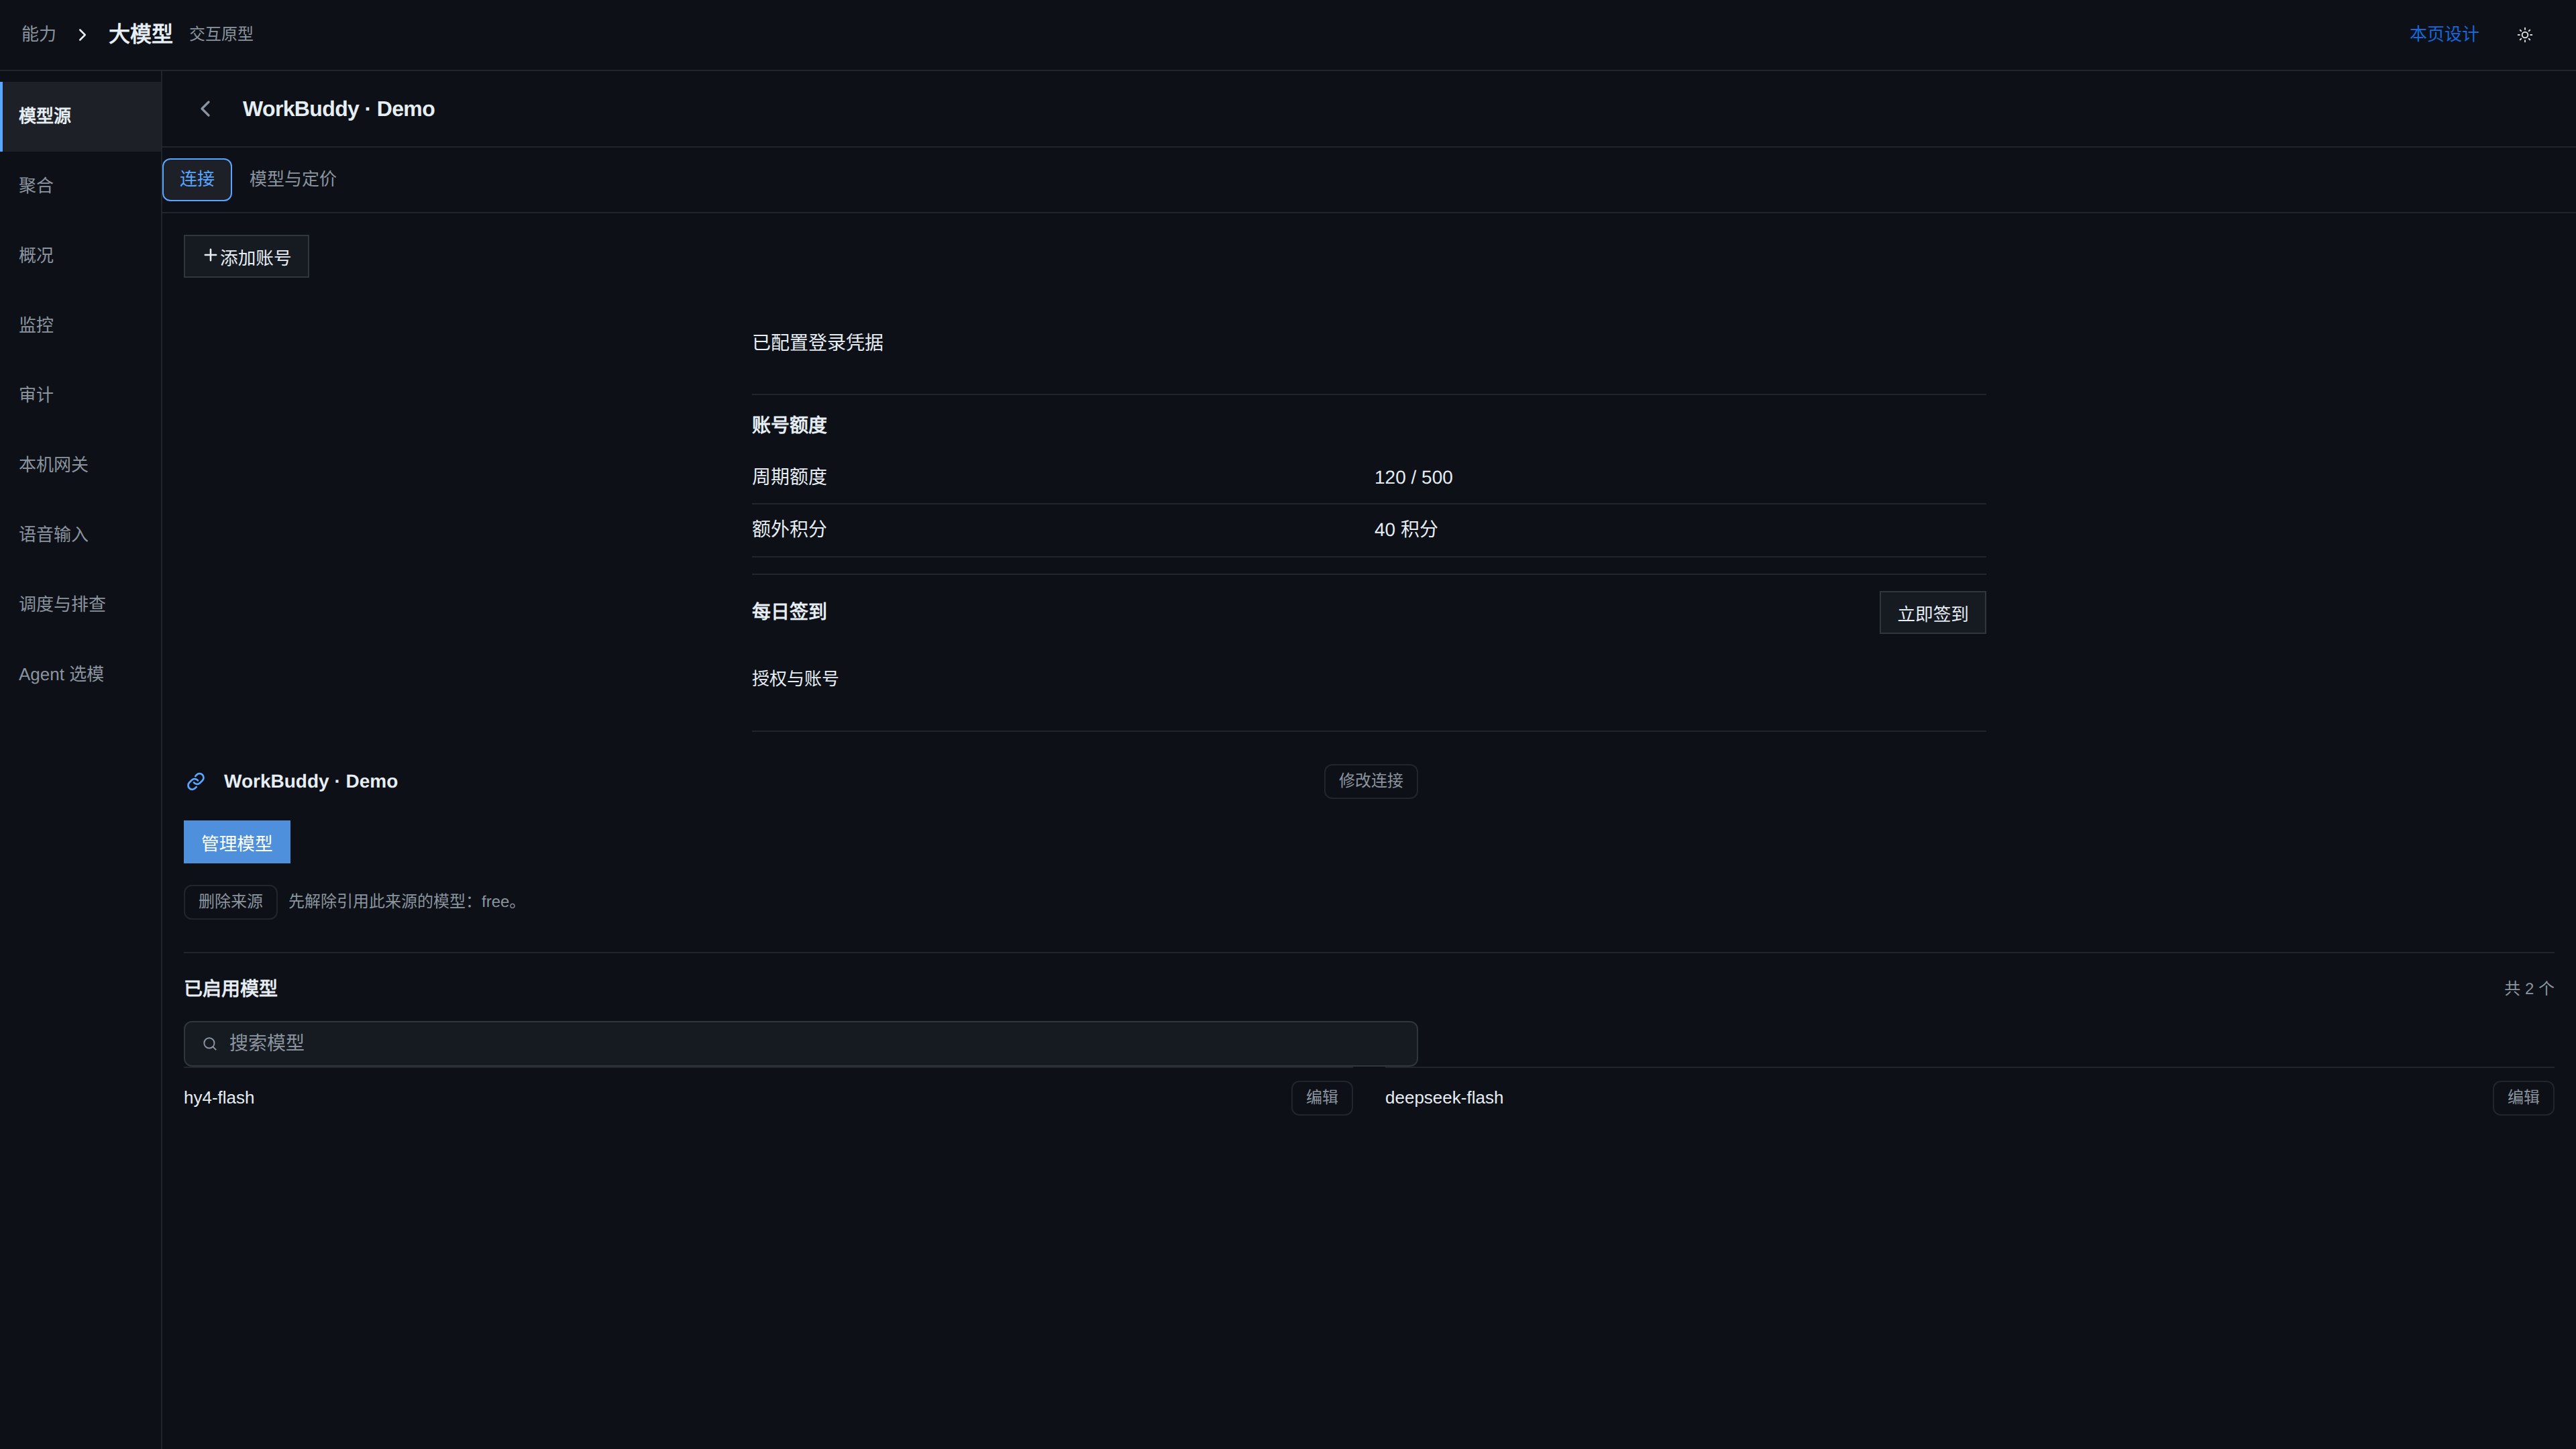 能力 大模型 交互原型 本页设计
模型源
聚合
概况
监控
审计
本机网关
语音输入
调度与排查
Agent 选模
WorkBuddy · Demo
连接 模型与定价
添加账号
已配置登录凭据
账号额度
周期额度 120 / 500
额外积分 40 积分
每日签到 立即签到
授权与账号
WorkBuddy · Demo 修改连接
管理模型
删除来源 先解除引用此来源的模型：free。
已启用模型 共 2 个
搜索模型
hy4-flash 编辑 deepseek-flash 编辑